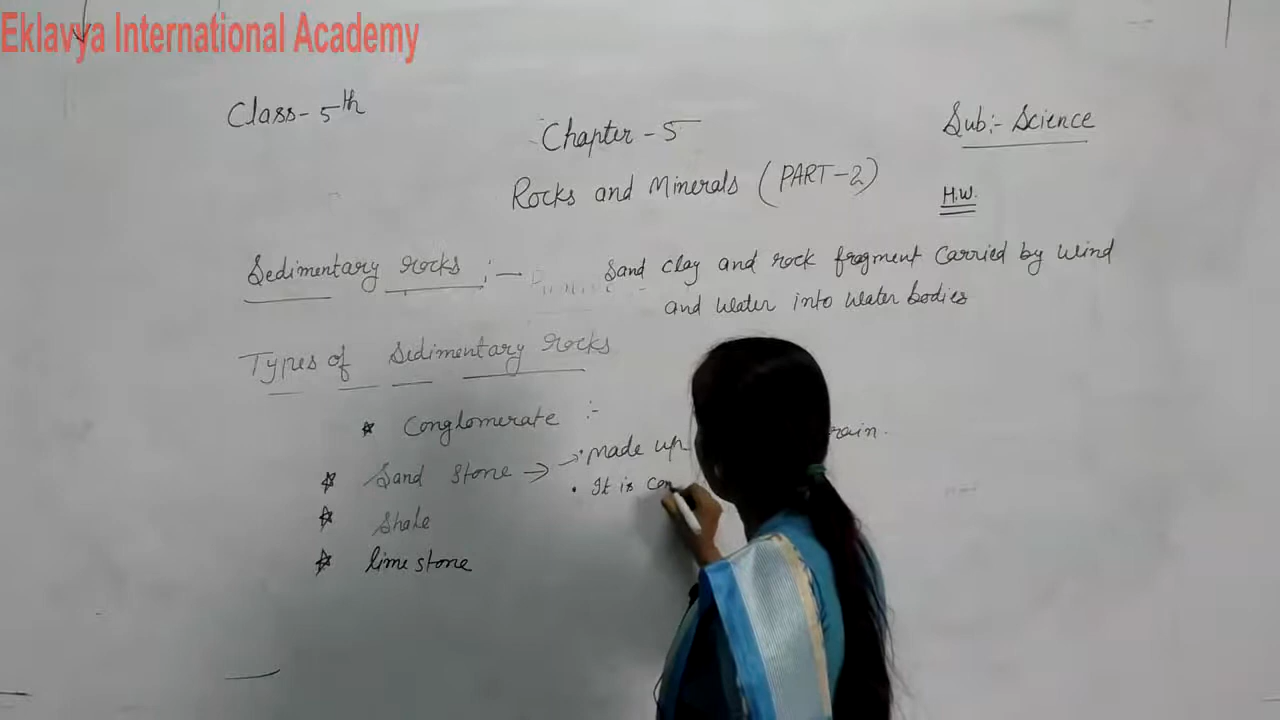 Eklavya International Academy
Class- 5th
Chapter - 5
Sub:- Science
Rocks and Minerals (PART-2)
H.W.
Sedimentary rocks :- Sand clay and rock fragment Carried by wind
and water into water bodies
Types of Sedimentary rocks
* Conglomerate :-
* Sand stone → → • made up
• It is
* Shale
* lime stone